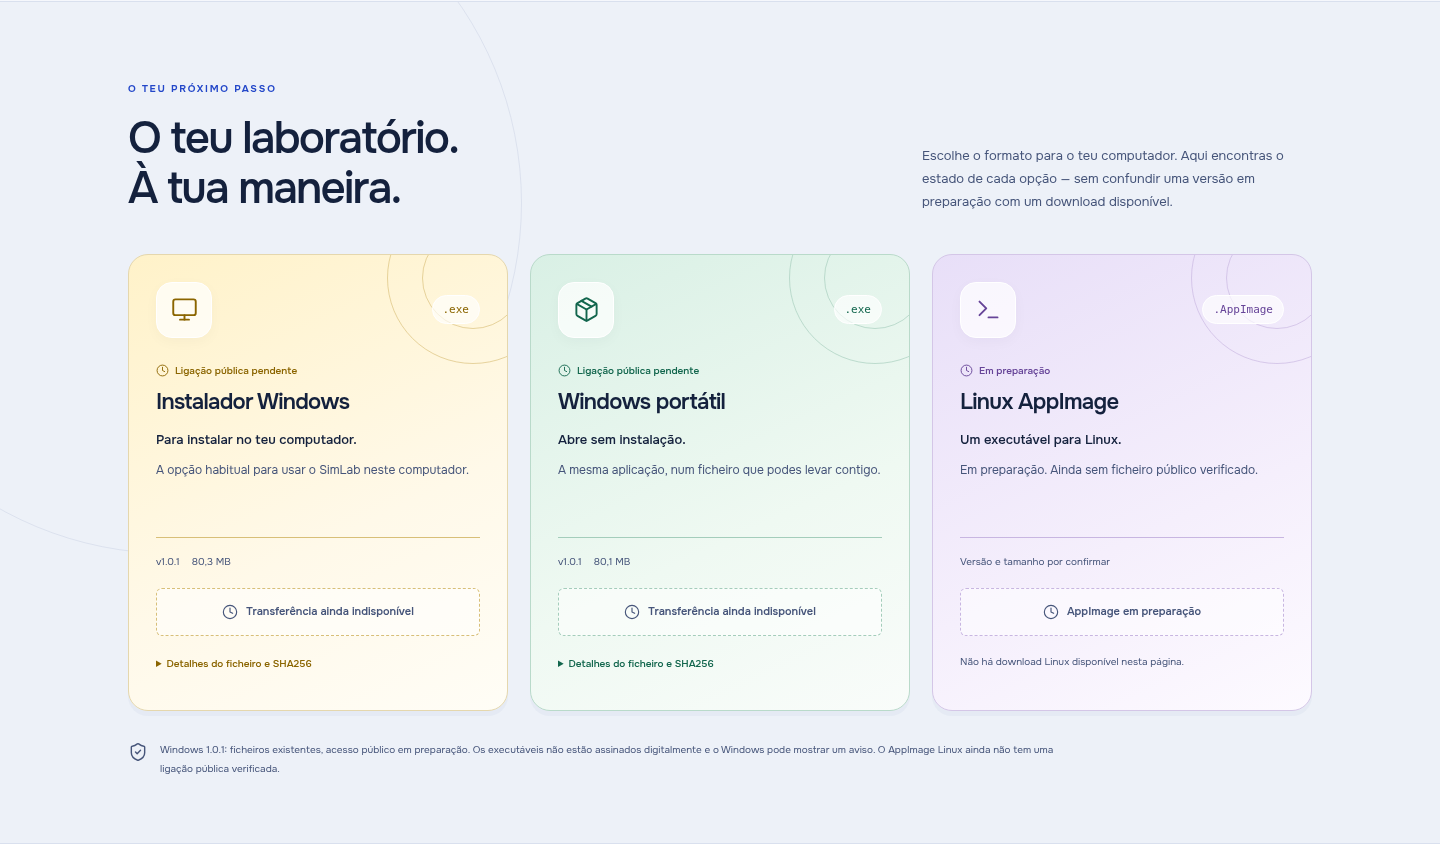 O TEU PRÓXIMO PASSO
O teu laboratório.
À tua maneira.
Escolhe o formato para o teu computador. Aqui encontras o
estado de cada opção — sem confundir uma versão em
preparação com um download disponível.
.exe
Ligação pública pendente
Instalador Windows
Para instalar no teu computador.
A opção habitual para usar o SimLab neste computador.
v1.0.1 80,3 MB
Transferência ainda indisponível
Detalhes do ficheiro e SHA256
.exe
Ligação pública pendente
Windows portátil
Abre sem instalação.
A mesma aplicação, num ficheiro que podes levar contigo.
v1.0.1 80,1 MB
Transferência ainda indisponível
Detalhes do ficheiro e SHA256
.AppImage
Em preparação
Linux AppImage
Um executável para Linux.
Em preparação. Ainda sem ficheiro público verificado.
Versão e tamanho por confirmar
AppImage em preparação
Não há download Linux disponível nesta página.
Windows 1.0.1: ficheiros existentes, acesso público em preparação. Os executáveis não estão assinados digitalmente e o Windows pode mostrar um aviso. O AppImage Linux ainda não tem uma
ligação pública verificada.